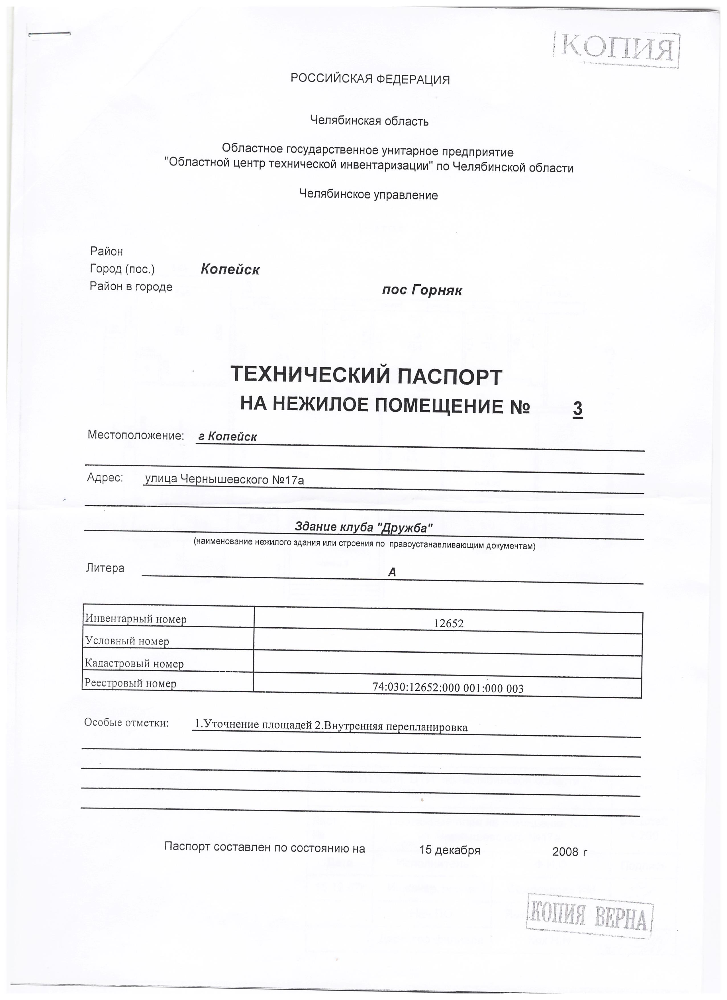 КОПИЯ
РОССИЙСКАЯ ФЕДЕРАЦИЯ
Челябинская область
Областное государственное унитарное предприятие
"Областной центр технической инвентаризации" по Челябинской области
Челябинское управление
Район
Город (пос.) Копейск
Район в городе пос Горняк
ТЕХНИЧЕСКИЙ ПАСПОРТ
НА НЕЖИЛОЕ ПОМЕЩЕНИЕ № 3
Местоположение: г Копейск
Адрес: улица Чернышевского №17а
Здание клуба "Дружба"
(наименование нежилого здания или строения по правоустанавливающим документам)
Литера А
Инвентарный номер 12652
Условный номер
Кадастровый номер
Реестровый номер 74:030:12652:000 001:000 003
Особые отметки: 1.Уточнение площадей 2.Внутренняя перепланировка
Паспорт составлен по состоянию на 15 декабря 2008 г
КОПИЯ ВЕРНА